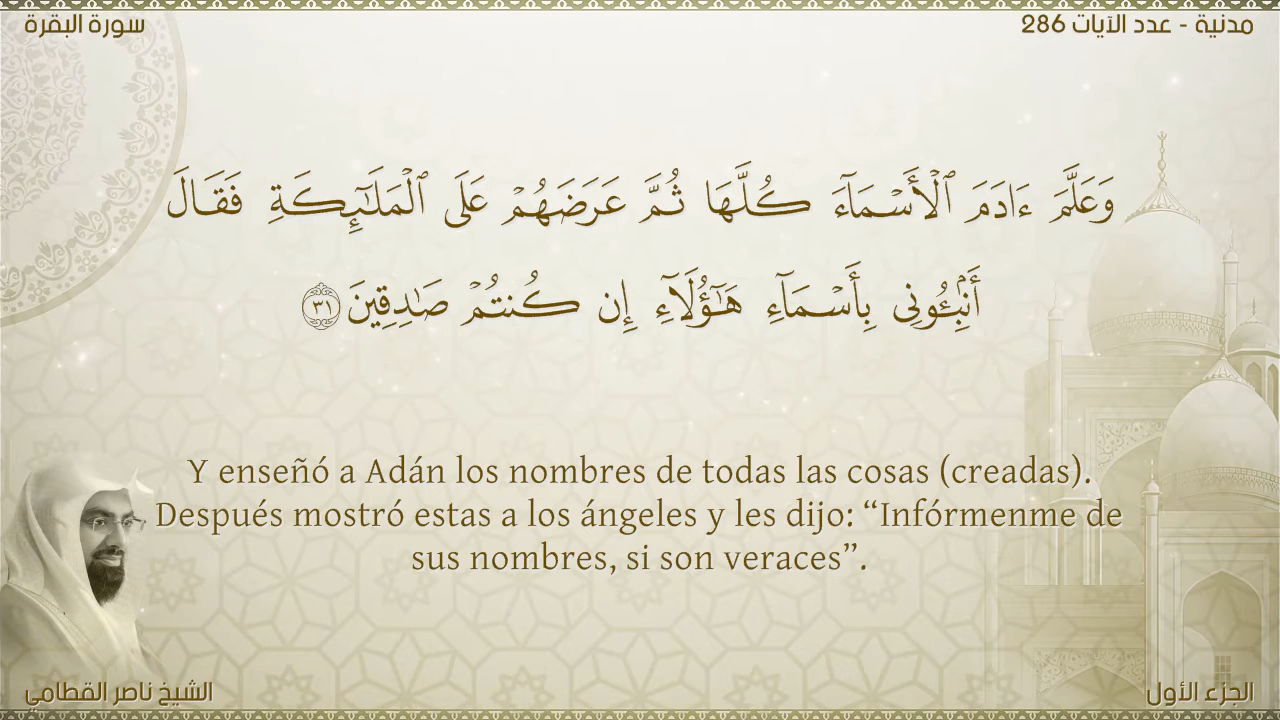 مدنية - عدد الآيات 286
سورة البقرة
وَعَلَّمَ ءَادَمَ ٱلْأَسْمَآءَ كُلَّهَا ثُمَّ عَرَضَهُمْ عَلَى ٱلْمَلَـٰٓئِكَةِ فَقَالَ
أَنۢبِـُٔونِى بِأَسْمَآءِ هَـٰٓؤُلَآءِ إِن كُنتُمْ صَـٰدِقِينَ ٣١
Y enseñó a Adán los nombres de todas las cosas (creadas).
Después mostró estas a los ángeles y les dijo: “Infórmenme de
sus nombres, si son veraces”.
الجزء الأول
الشيخ ناصر القطامي